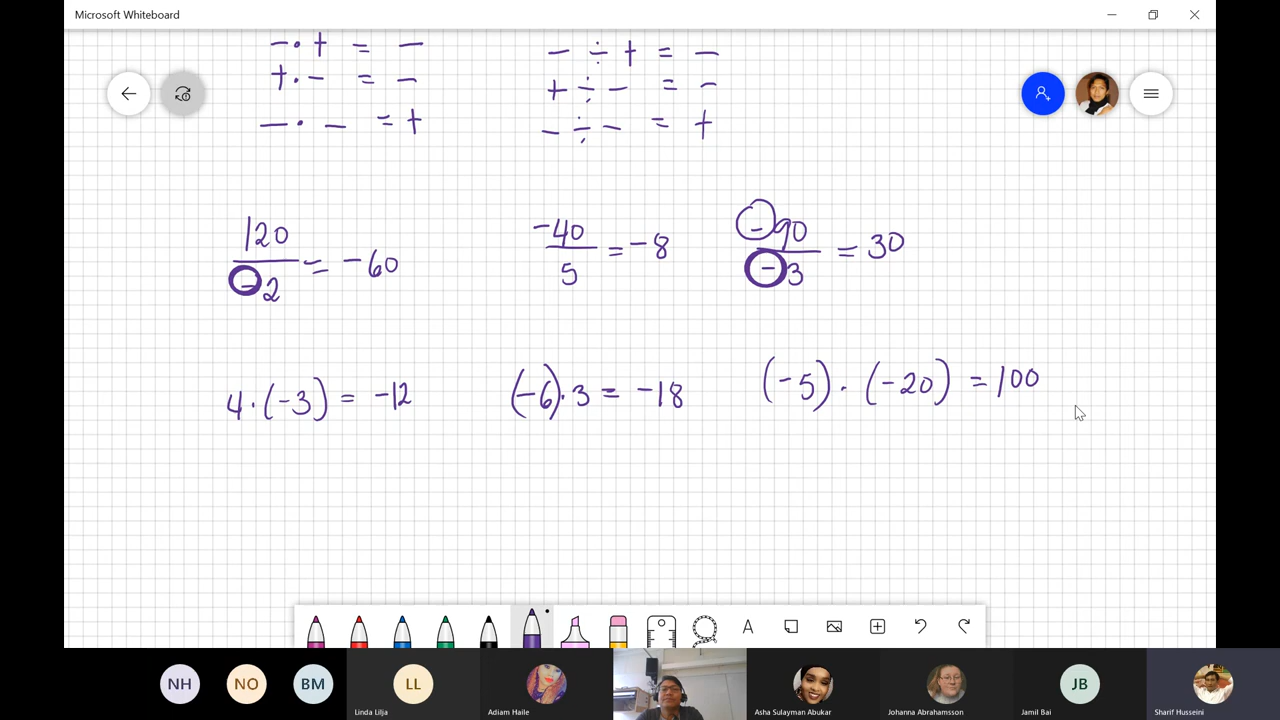 Microsoft Whiteboard
- · + = -    - ÷ + = -
+ · - = -    + ÷ - = -
- · - = +    - ÷ - = +
120/-2 = -60    -40/5 = -8    -90/-3 = 30
4 · (-3) = -12    (-6) · 3 = -18    (-5) · (-20) = 100
A
NH NO BM LL JB
Linda Lilja Adiam Haile Asha Sulayman Abukar Johanna Abrahamsson Jamil Bai Sharif Husseini